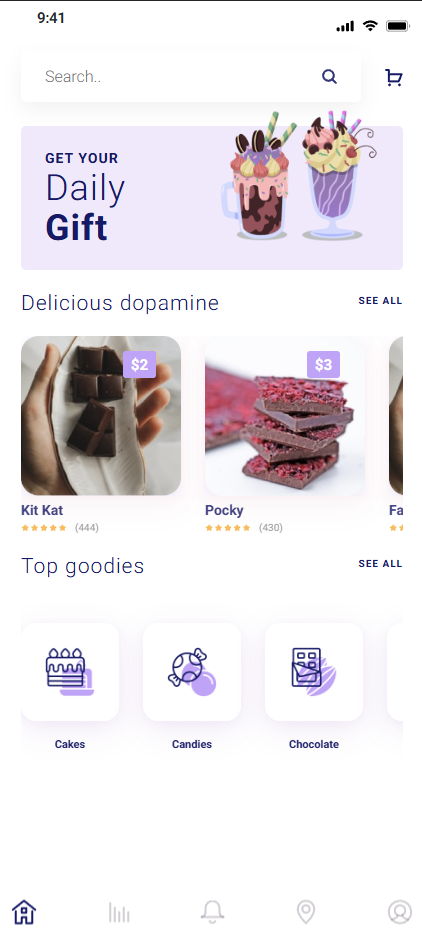 9:41
Search..
GET YOUR
Daily
Gift
Delicious dopamine
SEE ALL
$2
$3
Kit Kat
Pocky
Fa
(444)
(430)
Top goodies
SEE ALL
Cakes
Candies
Chocolate